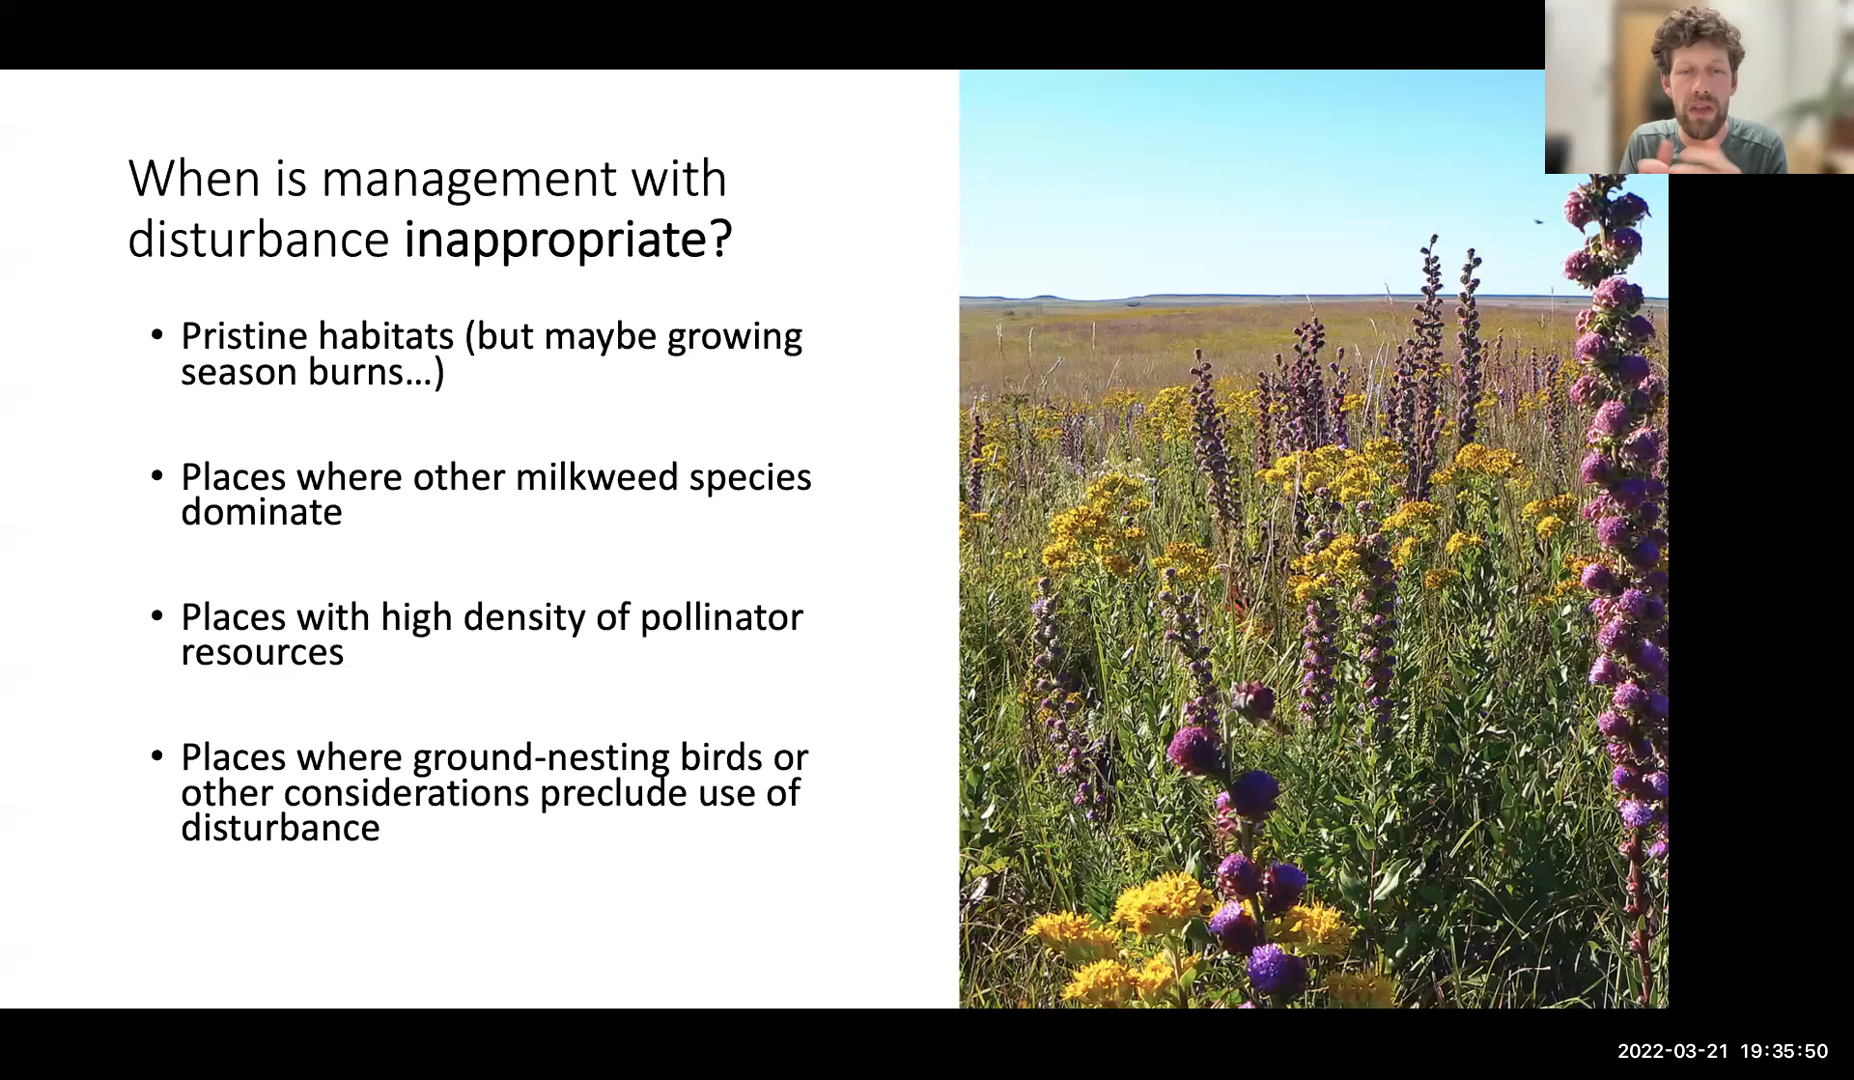 When is management with
disturbance inappropriate?
• Pristine habitats (but maybe growing
season burns...)
• Places where other milkweed species
dominate
• Places with high density of pollinator
resources
• Places where ground-nesting birds or
other considerations preclude use of
disturbance
2022-03-21 19:35:50